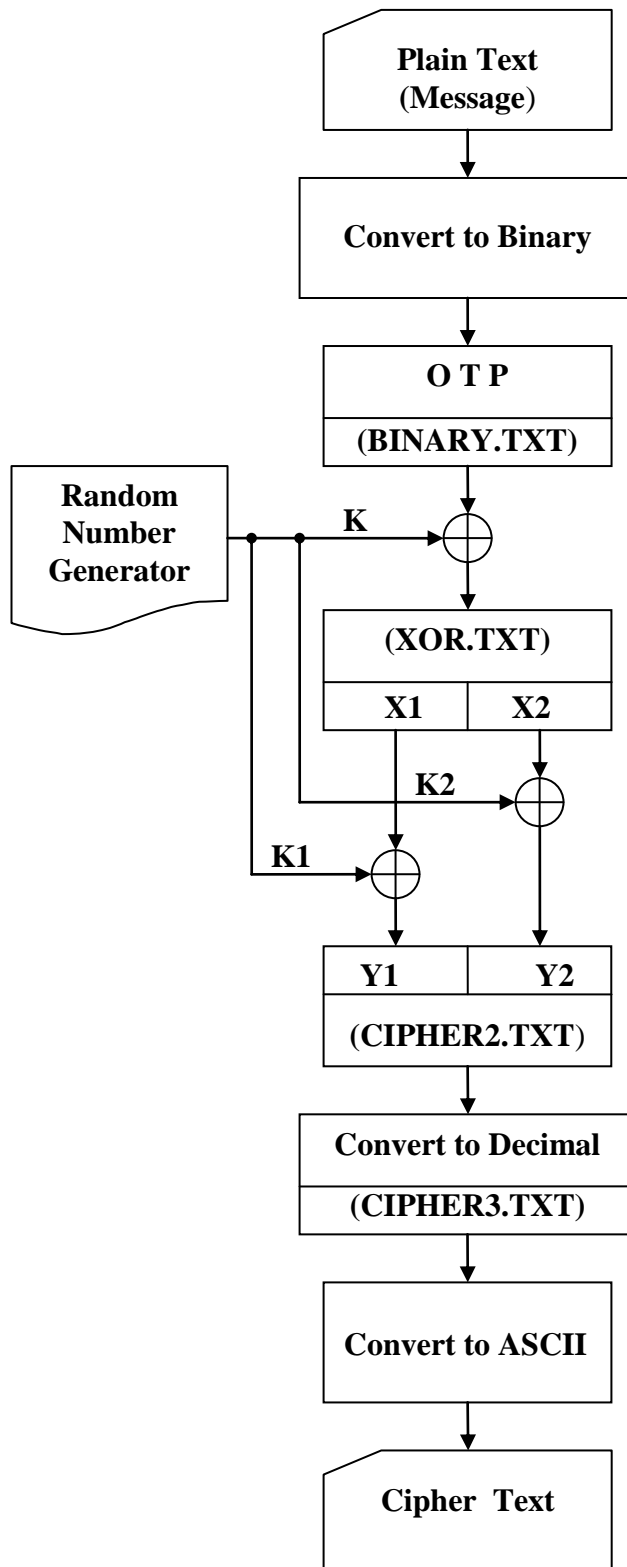 Plain Text
(Message)
Convert to Binary
O T P
(BINARY.TXT)
Random
Number
Generator
K
(XOR.TXT)
X1 X2
K2
K1
Y1 Y2
(CIPHER2.TXT)
Convert to Decimal
(CIPHER3.TXT)
Convert to ASCII
Cipher Text